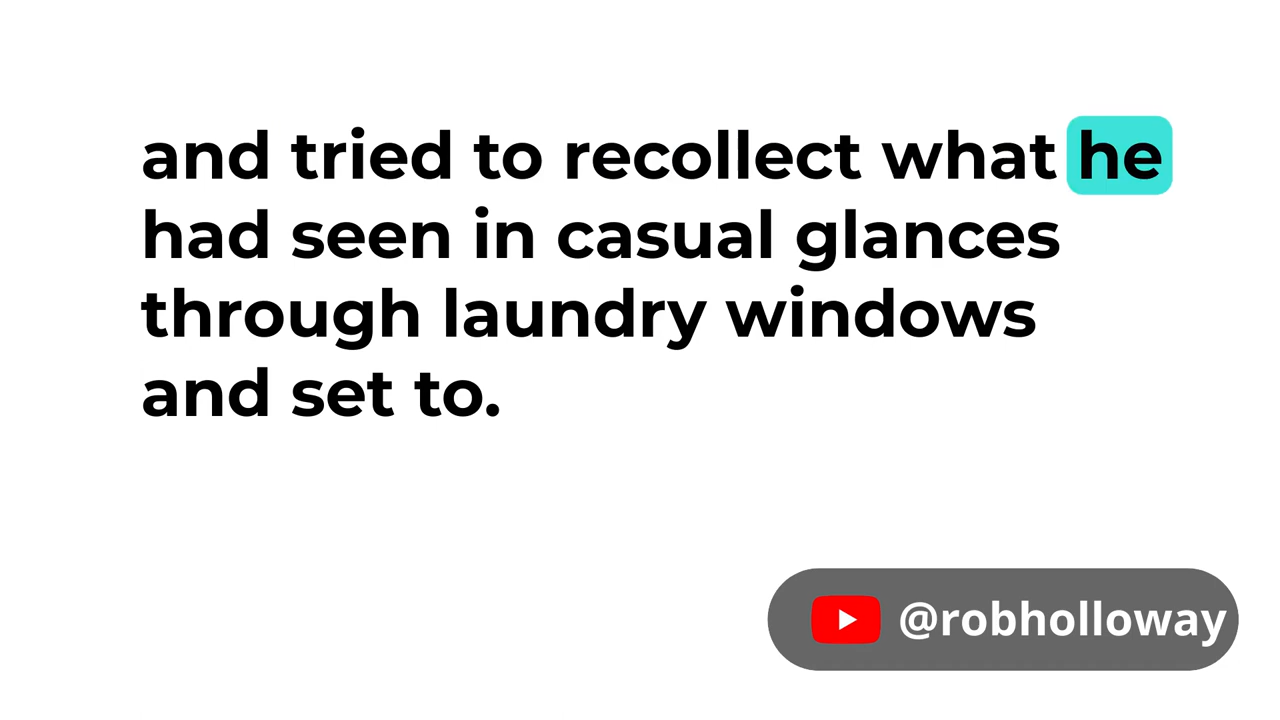 and tried to recollect what he
had seen in casual glances
through laundry windows
and set to.
@robholloway